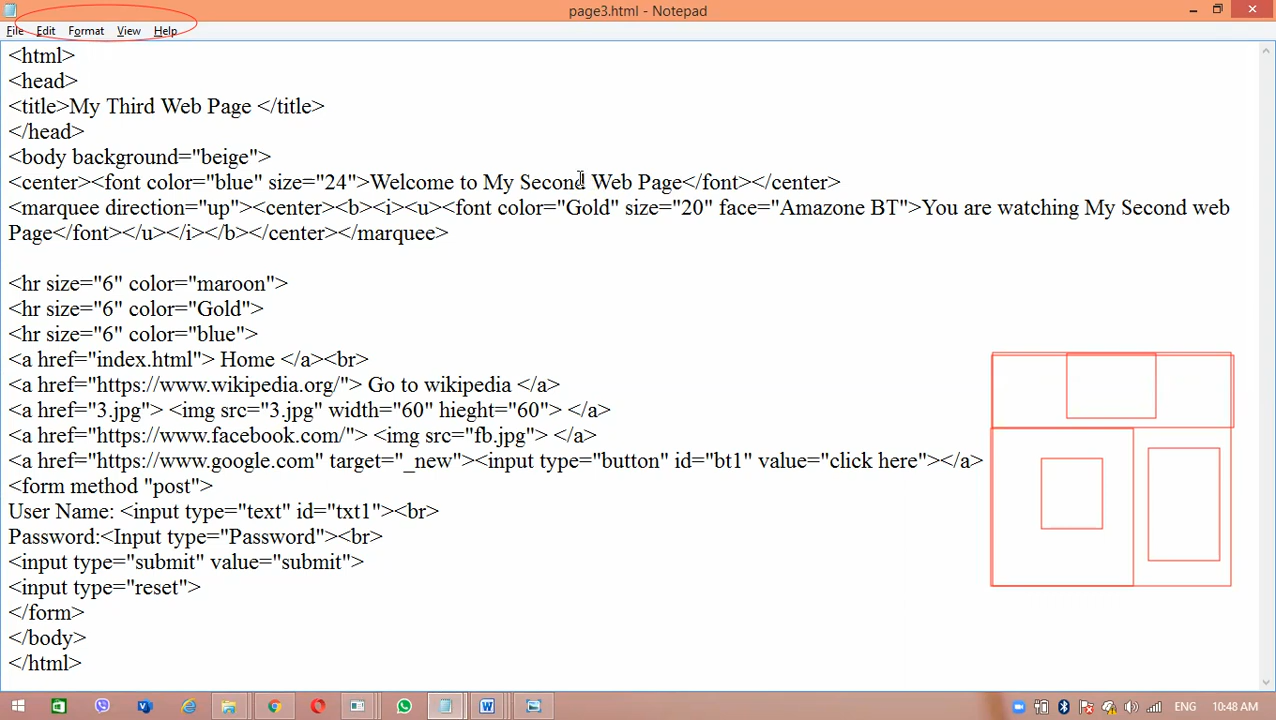 page3.html - Notepad
File Edit Format View Help
<html>
<head>
<title>My Third Web Page </title>
</head>
<body background="beige">
<center><font color="blue" size="24">Welcome to My Second Web Page</font></center>
<marquee direction="up"><center><b><i><u><font color="Gold" size="20" face="Amazone BT">You are watching My Second web
Page</font></u></i></b></center></marquee>
<hr size="6" color="maroon">
<hr size="6" color="Gold">
<hr size="6" color="blue">
<a href="index.html"> Home </a><br>
<a href="https://www.wikipedia.org/"> Go to wikipedia </a>
<a href="3.jpg"> <img src="3.jpg" width="60" hieght="60"> </a>
<a href="https://www.facebook.com/"> <img src="fb.jpg"> </a>
<a href="https://www.google.com" target="_new"><input type="button" id="bt1" value="click here"></a>
<form method "post">
User Name: <input type="text" id="txt1"><br>
Password:<Input type="Password"><br>
<input type="submit" value="submit">
<input type="reset">
</form>
</body>
</html>
ENG 10:48 AM